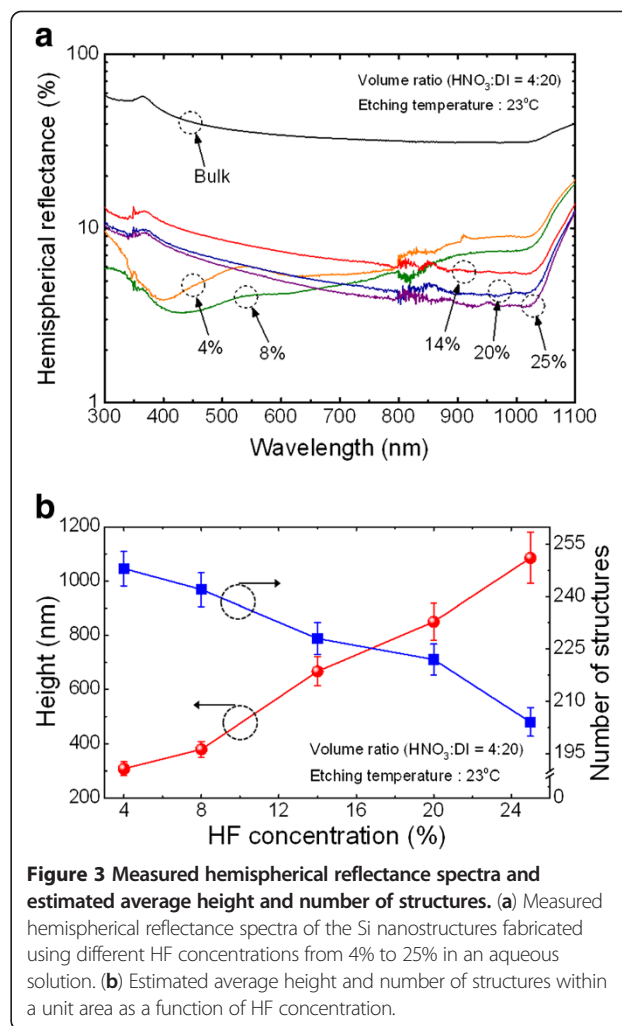 a
Volume ratio (HNO₃:DI = 4:20)
Etching temperature : 23°C
Hemispherical reflectance (%)
100
10
1
Bulk
4%
8%
14%
20%
25%
300 400 500 600 700 800 900 1000 1100
Wavelength (nm)
b
Height (nm)
1200
1000
800
600
400
200
Number of structures
255
240
225
210
195
0
Volume ratio (HNO₃:DI = 4:20)
Etching temperature : 23°C
4 8 12 16 20 24
HF concentration (%)
Figure 3 Measured hemispherical reflectance spectra and
estimated average height and number of structures. (a) Measured
hemispherical reflectance spectra of the Si nanostructures fabricated
using different HF concentrations from 4% to 25% in an aqueous
solution. (b) Estimated average height and number of structures within
a unit area as a function of HF concentration.